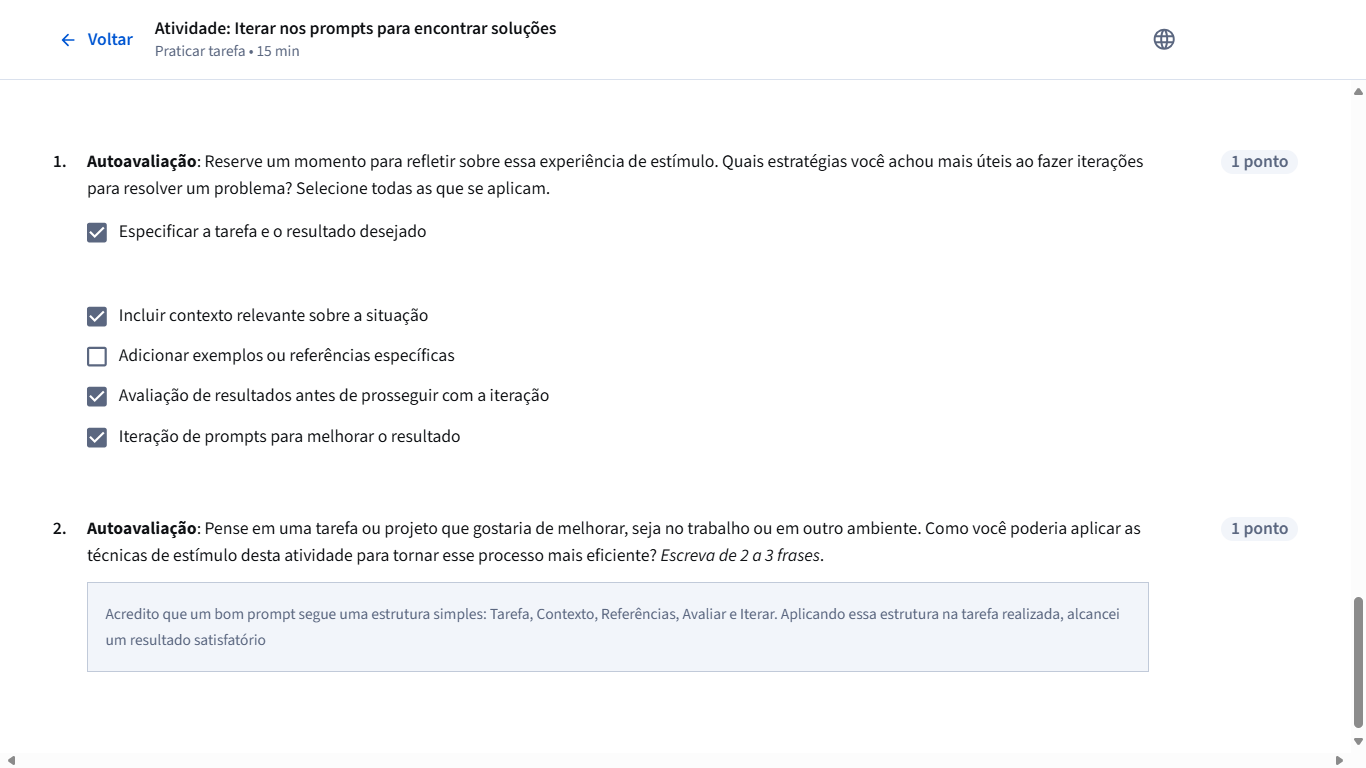 Voltar
Atividade: Iterar nos prompts para encontrar soluções
Praticar tarefa • 15 min
1. Autoavaliação: Reserve um momento para refletir sobre essa experiência de estímulo. Quais estratégias você achou mais úteis ao fazer iterações
para resolver um problema? Selecione todas as que se aplicam.
1 ponto
Especificar a tarefa e o resultado desejado
Incluir contexto relevante sobre a situação
Adicionar exemplos ou referências específicas
Avaliação de resultados antes de prosseguir com a iteração
Iteração de prompts para melhorar o resultado
2. Autoavaliação: Pense em uma tarefa ou projeto que gostaria de melhorar, seja no trabalho ou em outro ambiente. Como você poderia aplicar as
técnicas de estímulo desta atividade para tornar esse processo mais eficiente? Escreva de 2 a 3 frases.
1 ponto
Acredito que um bom prompt segue uma estrutura simples: Tarefa, Contexto, Referências, Avaliar e Iterar. Aplicando essa estrutura na tarefa realizada, alcancei
um resultado satisfatório